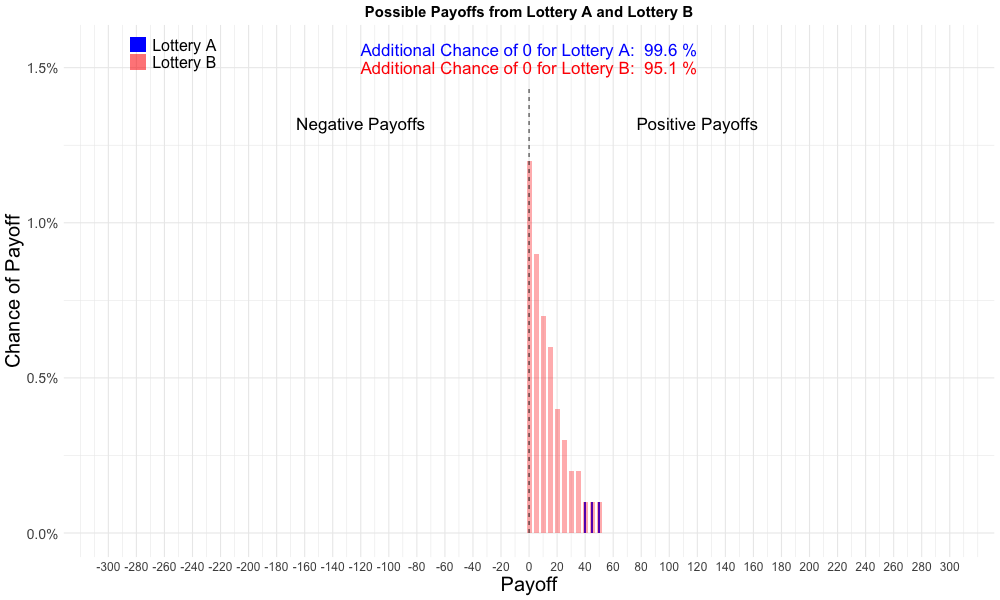 Possible Payoffs from Lottery A and Lottery B
Lottery A
Lottery B
Additional Chance of 0 for Lottery A: 99.6 %
Additional Chance of 0 for Lottery B: 95.1 %
Negative Payoffs
Positive Payoffs
Chance of Payoff
1.5%
1.0%
0.5%
0.0%
-300 -280 -260 -240 -220 -200 -180 -160 -140 -120 -100 -80 -60 -40 -20 0 20 40 60 80 100 120 140 160 180 200 220 240 260 280 300
Payoff